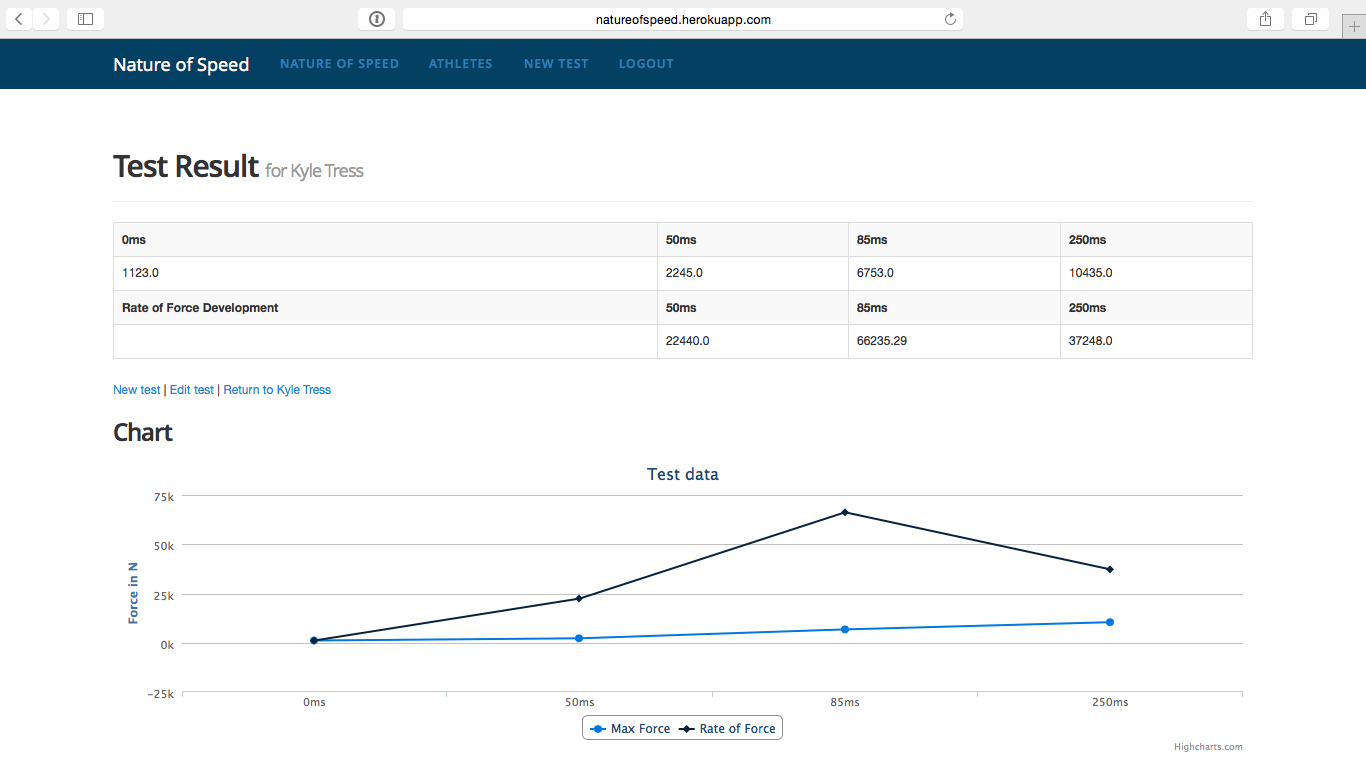 natureofspeed.herokuapp.com
Nature of Speed NATURE OF SPEED ATHLETES NEW TEST LOGOUT
Test Result for Kyle Tress
0ms 50ms 85ms 250ms
1123.0 2245.0 6753.0 10435.0
Rate of Force Development 50ms 85ms 250ms
22440.0 66235.29 37248.0
New test | Edit test | Return to Kyle Tress
Chart
Test data
75k
50k
25k
0k
−25k
Force in N
0ms 50ms 85ms 250ms
Max Force Rate of Force
Highcharts.com